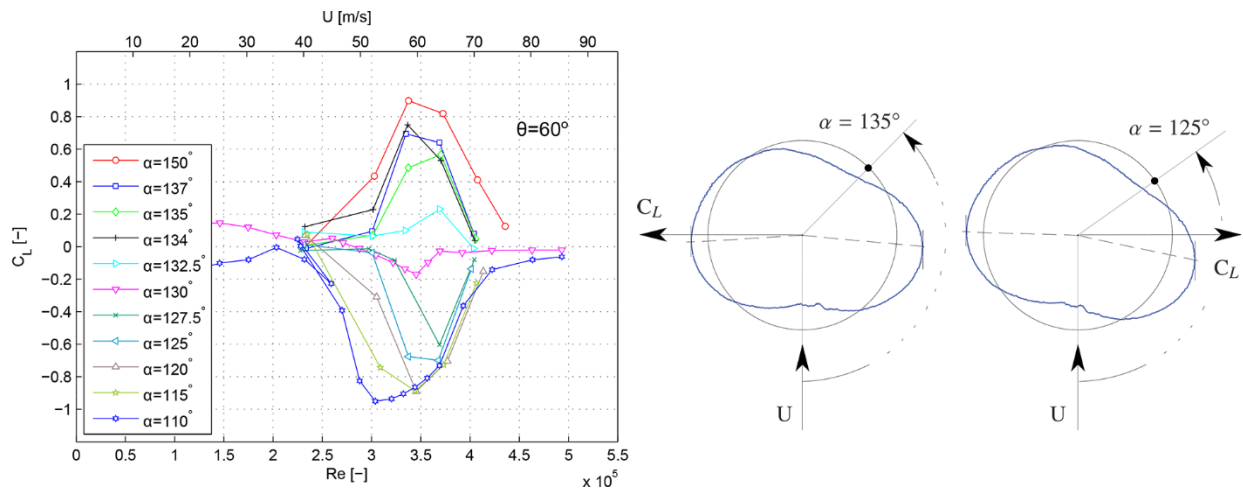 U [m/s]
0 10 20 30 40 50 60 70 80 90
C_L [−]
1
0.8
0.6
0.4
0.2
0
−0.2
−0.4
−0.6
−0.8
−1
θ=60°
α=150°
α=137°
α=135°
α=134°
α=132.5°
α=130°
α=127.5°
α=125°
α=120°
α=115°
α=110°
0 0.5 1 1.5 2 2.5 3 3.5 4 4.5 5 5.5
Re [−]
x 10^5
α = 135°
C_L
U
α = 125°
C_L
U